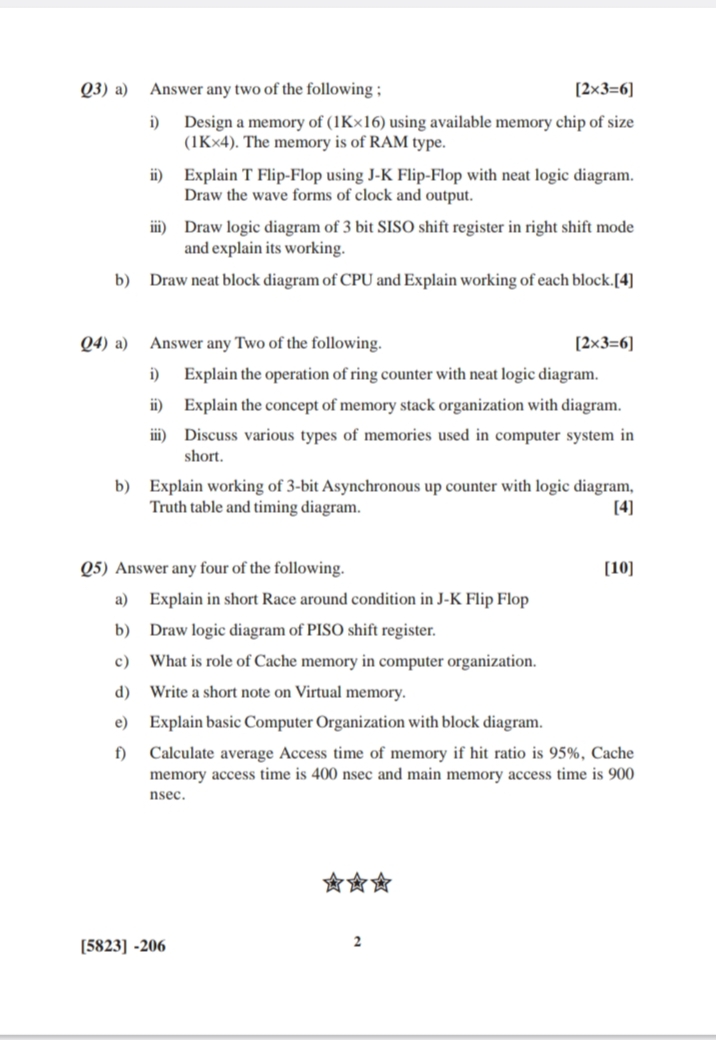 Q3) a) Answer any two of the following ; [2×3=6]
i) Design a memory of (1K×16) using available memory chip of size
(1K×4). The memory is of RAM type.
ii) Explain T Flip-Flop using J-K Flip-Flop with neat logic diagram.
Draw the wave forms of clock and output.
iii) Draw logic diagram of 3 bit SISO shift register in right shift mode
and explain its working.
b) Draw neat block diagram of CPU and Explain working of each block.[4]
Q4) a) Answer any Two of the following. [2×3=6]
i) Explain the operation of ring counter with neat logic diagram.
ii) Explain the concept of memory stack organization with diagram.
iii) Discuss various types of memories used in computer system in
short.
b) Explain working of 3-bit Asynchronous up counter with logic diagram,
Truth table and timing diagram. [4]
Q5) Answer any four of the following. [10]
a) Explain in short Race around condition in J-K Flip Flop
b) Draw logic diagram of PISO shift register.
c) What is role of Cache memory in computer organization.
d) Write a short note on Virtual memory.
e) Explain basic Computer Organization with block diagram.
f) Calculate average Access time of memory if hit ratio is 95%, Cache
memory access time is 400 nsec and main memory access time is 900
nsec.
[5823] -206 2